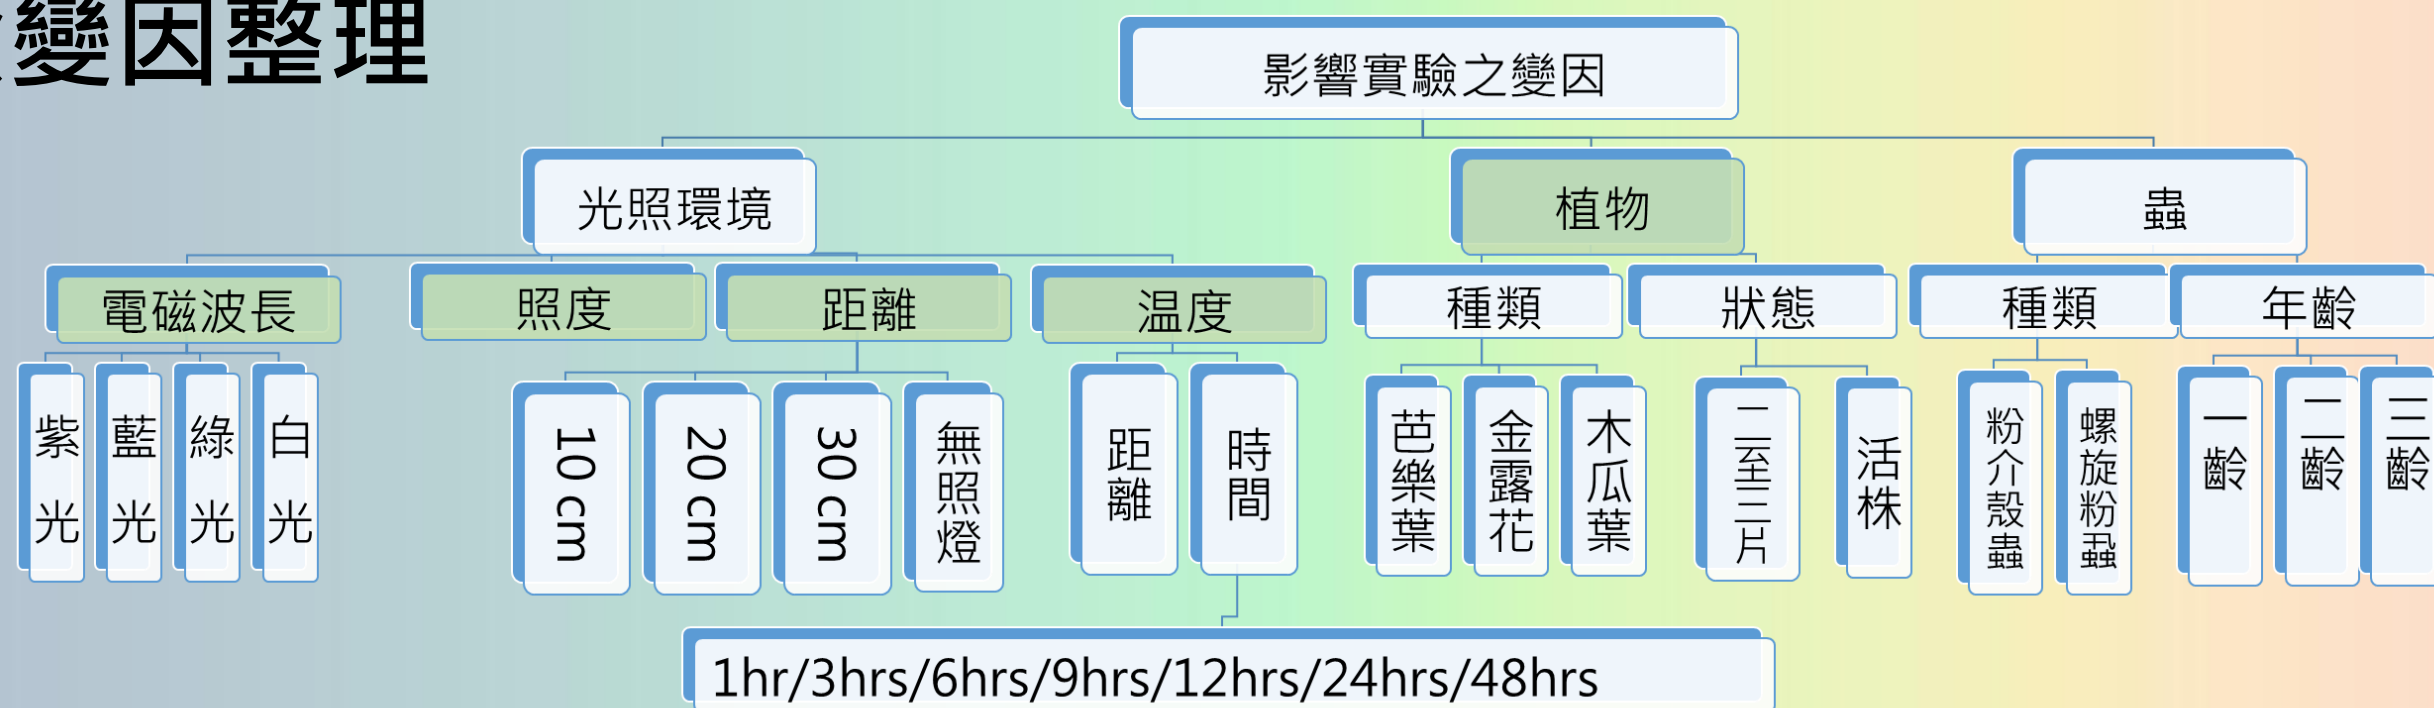 變因整理
影響實驗之變因
光照環境
植物
蟲
電磁波長
照度
距離
温度
種類
狀態
種類
年齡
紫光
藍光
綠光
白光
10 cm
20 cm
30 cm
無照燈
距離
時間
芭樂葉
金露花
木瓜葉
二至三片
活株
粉介殼蟲
螺旋粉蝨
一齡
二齡
三齡
1hr/3hrs/6hrs/9hrs/12hrs/24hrs/48hrs